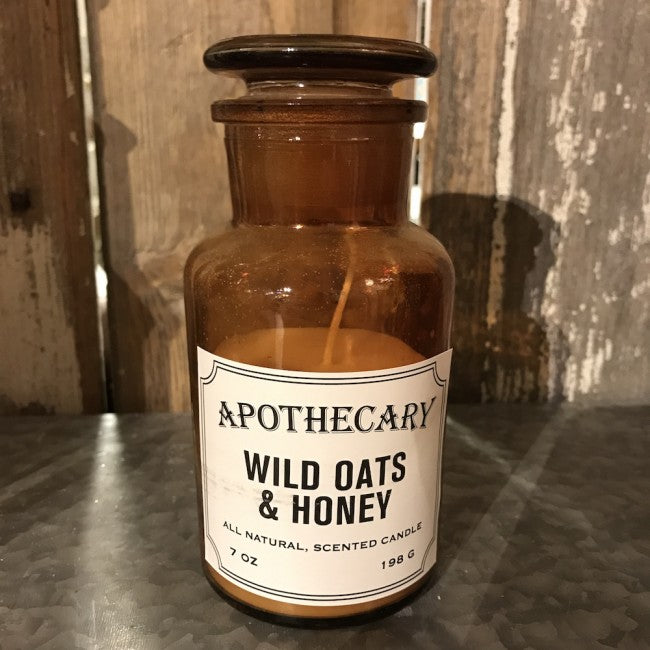 APOTHECARY
WILD OATS
& HONEY
ALL NATURAL, SCENTED CANDLE
7 OZ 198 G